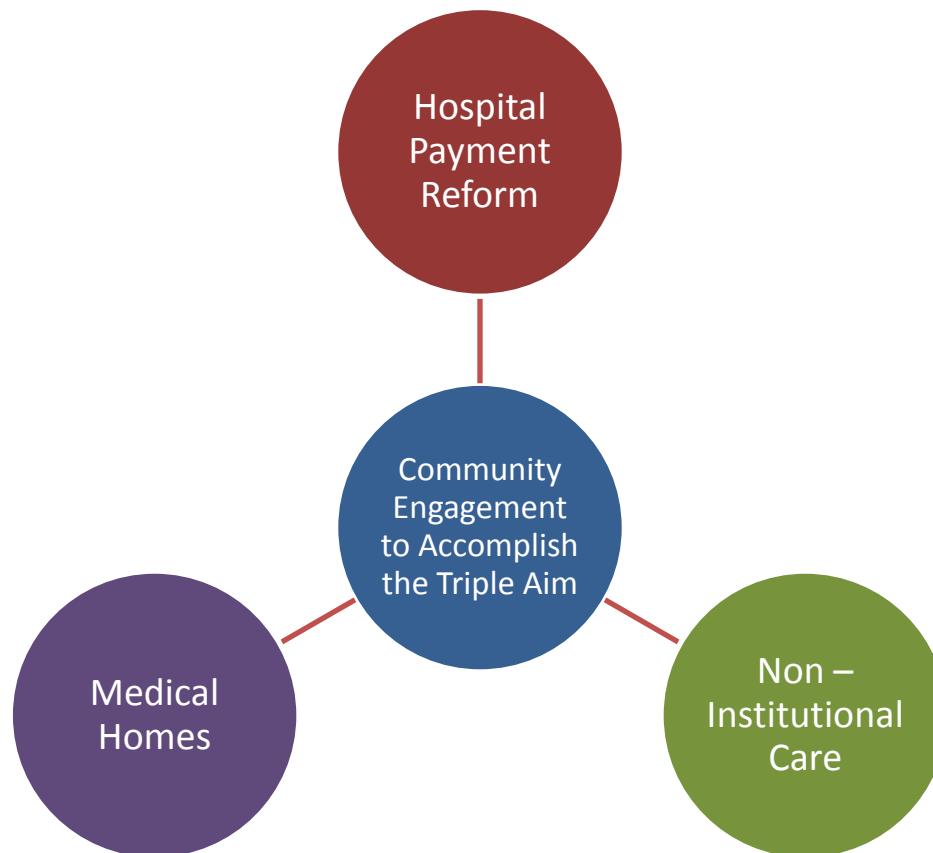 Hospital
Payment
Reform
Community
Engagement
to Accomplish
the Triple Aim
Medical
Homes
Non –
Institutional
Care